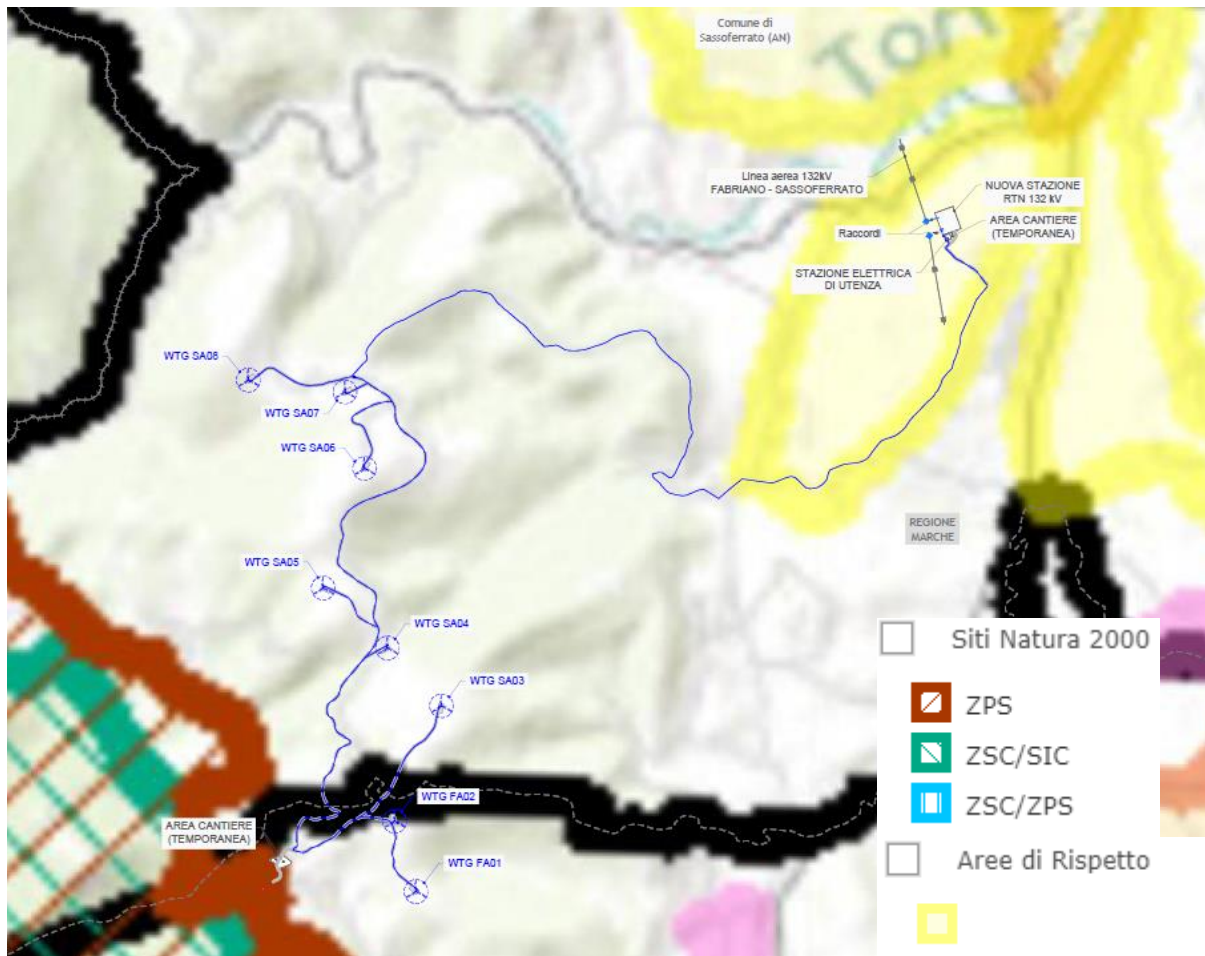 Comune di
Sassoferrato (AN)
Torr
Linea aerea 132kV
FABRIANO - SASSOFERRATO
NUOVA STAZIONE
RTN 132 kV
AREA CANTIERE
(TEMPORANEA)
Raccordi
STAZIONE ELETTRICA
DI UTENZA
WTG SA08
WTG SA07
WTG SA06
REGIONE
MARCHE
WTG SA05
WTG SA04
WTG SA03
WTG FA02
AREA CANTIERE
(TEMPORANEA)
WTG FA01
Siti Natura 2000
ZPS
ZSC/SIC
ZSC/ZPS
Aree di Rispetto